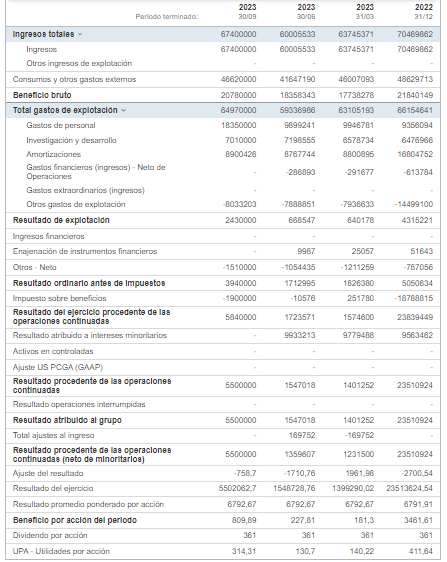 2023 2023 2023 2022
Período terminado: 30/09 30/06 31/03 31/12
Ingresos totales 67400000 60005533 63745371 70469862
Ingresos 67400000 60005533 63745371 70469862
Otros ingresos de explotación - - - -
Consumos y otros gastos externos 46620000 41647190 46007093 48629713
Beneficio bruto 20780000 18358343 17738278 21840149
Total gastos de explotación 64970000 59336986 63105193 66154641
Gastos de personal 18350000 9899241 9946781 9356094
Investigación y desarrollo 7010000 7198555 6578734 6476966
Amortizaciones 8900426 8767744 8800895 16804752
Gastos financieros (ingresos) - Neto de
Operaciones - -286893 -291677 -613784
Gastos extraordinarios (ingresos) - - - -
Otros gastos de explotación -8033203 -7888851 -7936633 -14499100
Resultado de explotación 2430000 668547 640178 4315221
Ingresos financieros - - - -
Enajenación de instrumentos financieros - 9987 25057 51643
Otros - Neto -1510000 -1054435 -1211259 -787056
Resultado ordinario antes de impuestos 3940000 1712995 1826380 5050634
Impuesto sobre beneficios -1900000 -10576 251780 -18788815
Resultado del ejercicio procedente de las
operaciones continuadas 5840000 1723571 1574600 23839449
Resultado atribuido a intereses minoritarios - 9933213 9779488 9563462
Activos en controladas - - - -
Ajuste US PCGA (GAAP) - - - -
Resultado procedente de las operaciones
continuadas 5500000 1547018 1401252 23510924
Resultado operaciones interrumpidas - - - -
Resultado atribuido al grupo 5500000 1547018 1401252 23510924
Total ajustes al ingreso - 169752 -169752 -
Resultado procedente de las operaciones
continuadas (neto de minoritarios) 5500000 1359607 1231500 23510924
Ajuste del resultado -758,7 -1710,76 1961,98 -2700,54
Resultado del ejercicio 5502062,7 1548728,76 1399290,02 23513624,54
Resultado promedio ponderado por acción 6792,67 6792,67 6792,67 6791,61
Beneficio por acción del período 809,89 227,81 181,3 3461,61
Dividendo por acción 361 361 361 361
UPA - Utilidades por acción 314,31 130,7 140,22 411,64